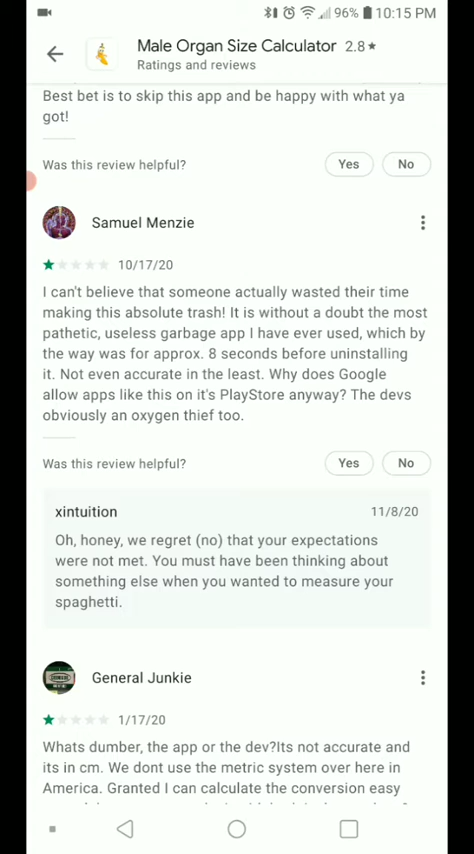 96% 10:15 PM
Male Organ Size Calculator 2.8★
Ratings and reviews
Best bet is to skip this app and be happy with what ya
got!
Was this review helpful? Yes No
Samuel Menzie
10/17/20
I can't believe that someone actually wasted their time
making this absolute trash! It is without a doubt the most
pathetic, useless garbage app I have ever used, which by
the way was for approx. 8 seconds before uninstalling
it. Not even accurate in the least. Why does Google
allow apps like this on it's PlayStore anyway? The devs
obviously an oxygen thief too.
Was this review helpful? Yes No
xintuition 11/8/20
Oh, honey, we regret (no) that your expectations
were not met. You must have been thinking about
something else when you wanted to measure your
spaghetti.
General Junkie
1/17/20
Whats dumber, the app or the dev?Its not accurate and
its in cm. We dont use the metric system over here in
America. Granted I can calculate the conversion easy